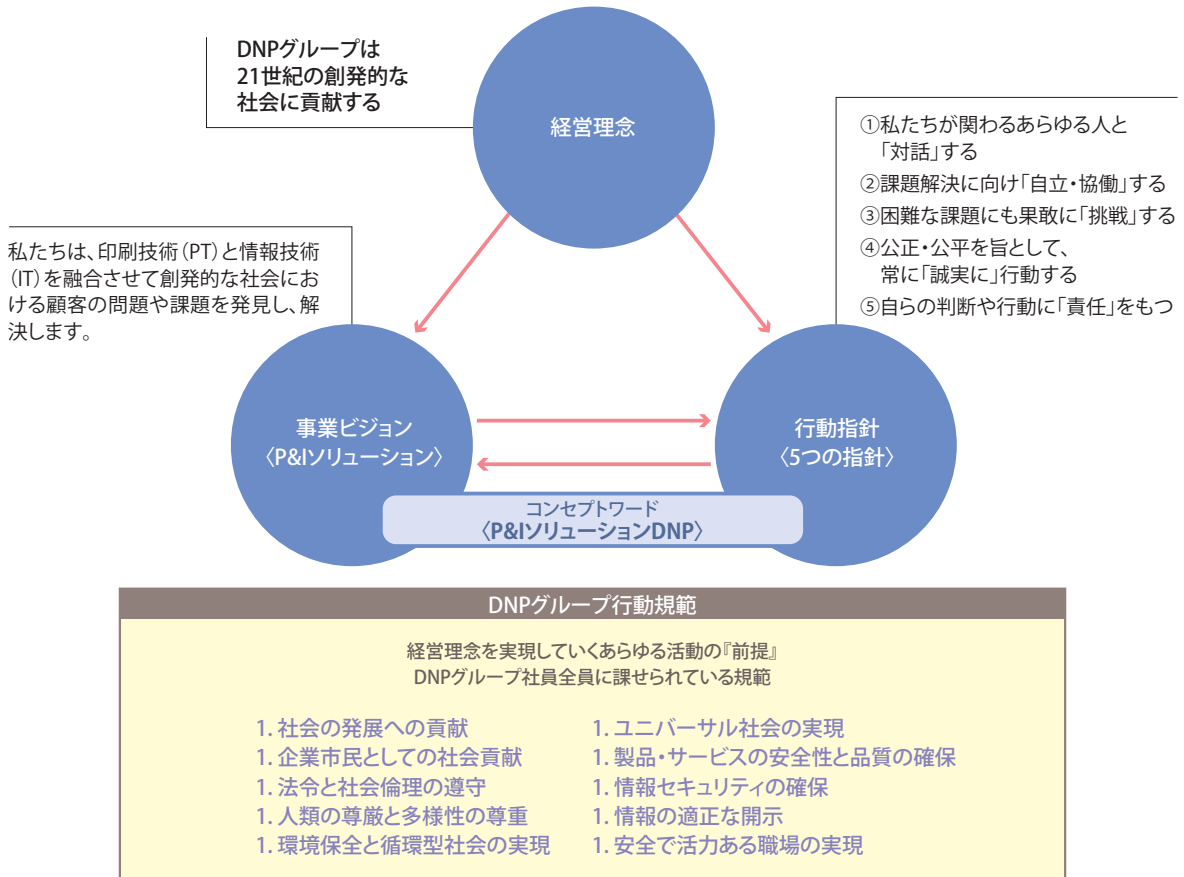 DNPグループは
21世紀の創発的な
社会に貢献する
経営理念
①私たちが関わるあらゆる人と
「対話」する
②課題解決に向け「自立・協働」する
③困難な課題にも果敢に「挑戦」する
④公正・公平を旨として、
常に「誠実に」行動する
⑤自らの判断や行動に「責任」をもつ
私たちは、印刷技術(PT)と情報技術
(IT)を融合させて創発的な社会にお
ける顧客の問題や課題を発見し、解
決します。
事業ビジョン
〈P&Iソリューション〉
行動指針
〈5つの指針〉
コンセプトワード
〈P&IソリューションDNP〉
DNPグループ行動規範
経営理念を実現していくあらゆる活動の『前提』
DNPグループ社員全員に課せられている規範
1. 社会の発展への貢献
1. 企業市民としての社会貢献
1. 法令と社会倫理の遵守
1. 人類の尊厳と多様性の尊重
1. 環境保全と循環型社会の実現
1. ユニバーサル社会の実現
1. 製品・サービスの安全性と品質の確保
1. 情報セキュリティの確保
1. 情報の適正な開示
1. 安全で活力ある職場の実現